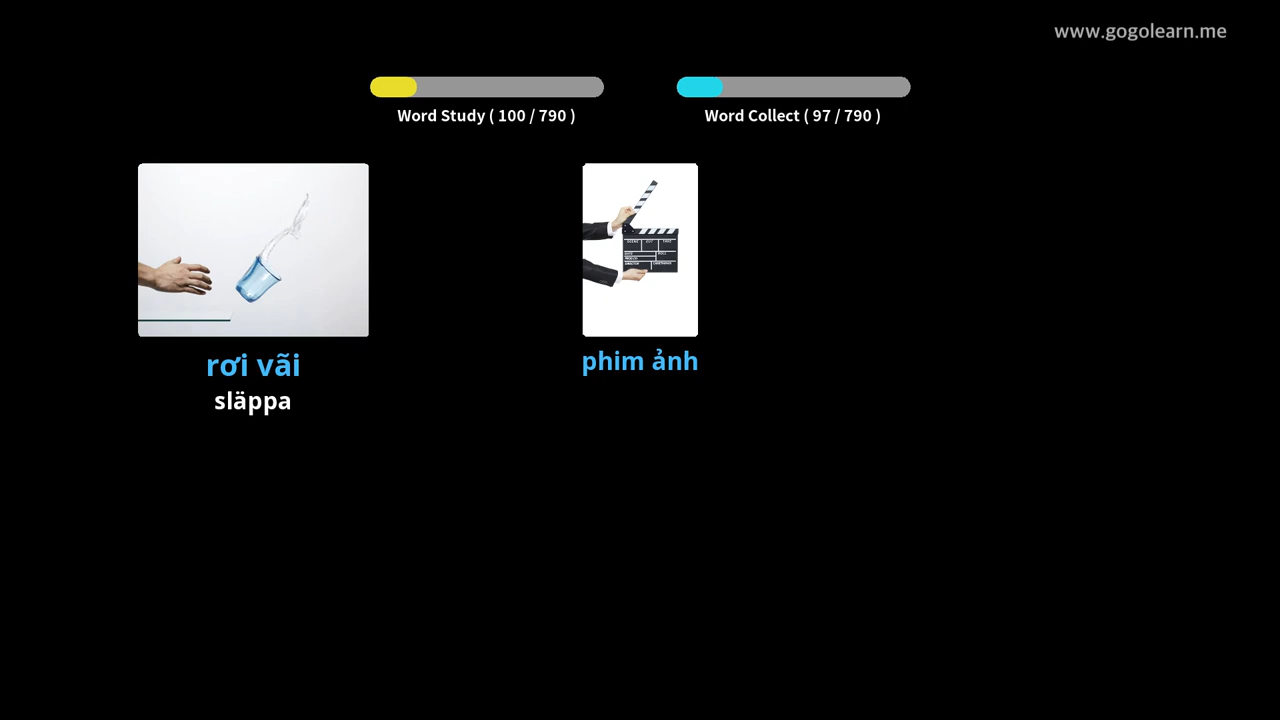 www.gogolearn.me
Word Study ( 100 / 790 )
Word Collect ( 97 / 790 )
rơi vãi
släppa
phim ảnh